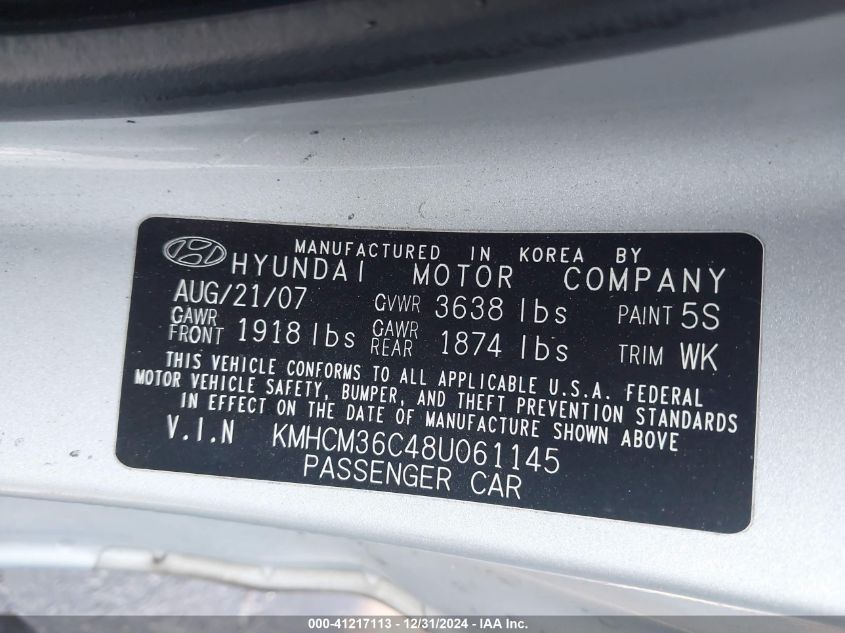 MANUFACTURED IN KOREA BY
HYUNDAI MOTOR COMPANY
AUG/21/07 GVWR 3638 lbs PAINT 5S
GAWR FRONT 1918 lbs GAWR REAR 1874 lbs TRIM WK
THIS VEHICLE CONFORMS TO ALL APPLICABLE U.S.A. FEDERAL
MOTOR VEHICLE SAFETY, BUMPER, AND THEFT PREVENTION STANDARDS
IN EFFECT ON THE DATE OF MANUFACTURE SHOWN ABOVE
V.I.N KMHCM36C48U061145
PASSENGER CAR
000-41217113 - 12/31/2024 - IAA Inc.